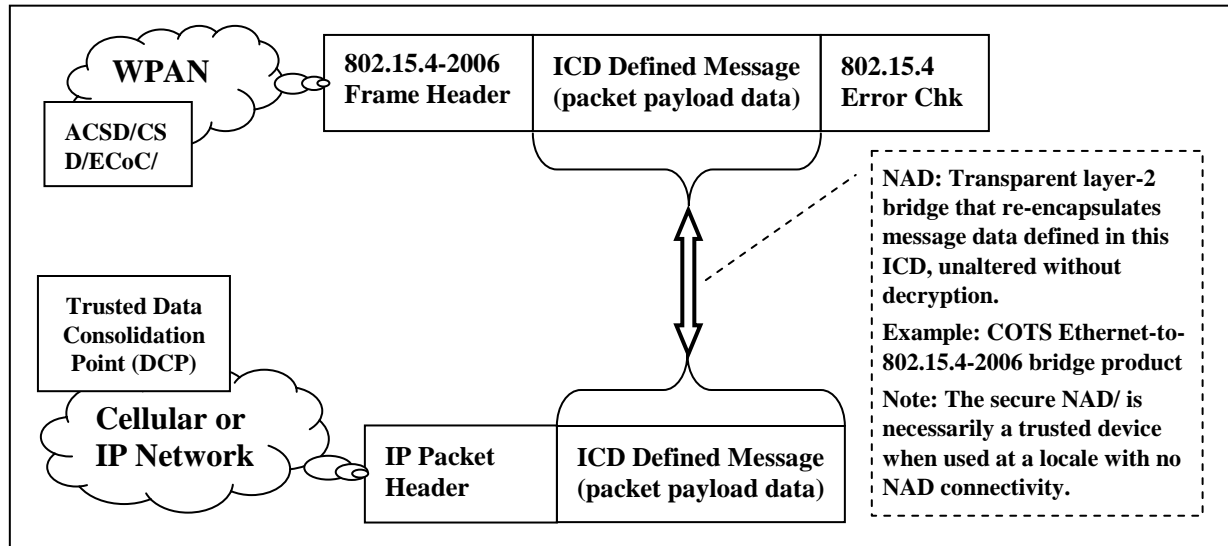 WPAN
ACSD/CS
D/ECoC/
802.15.4-2006
Frame Header
ICD Defined Message
(packet payload data)
802.15.4
Error Chk
NAD: Transparent layer-2
bridge that re-encapsulates
message data defined in this
ICD, unaltered without
decryption.
Example: COTS Ethernet-to-
802.15.4-2006 bridge product
Note: The secure NAD/ is
necessarily a trusted device
when used at a locale with no
NAD connectivity.
Trusted Data
Consolidation
Point (DCP)
Cellular or
IP Network
IP Packet
Header
ICD Defined Message
(packet payload data)